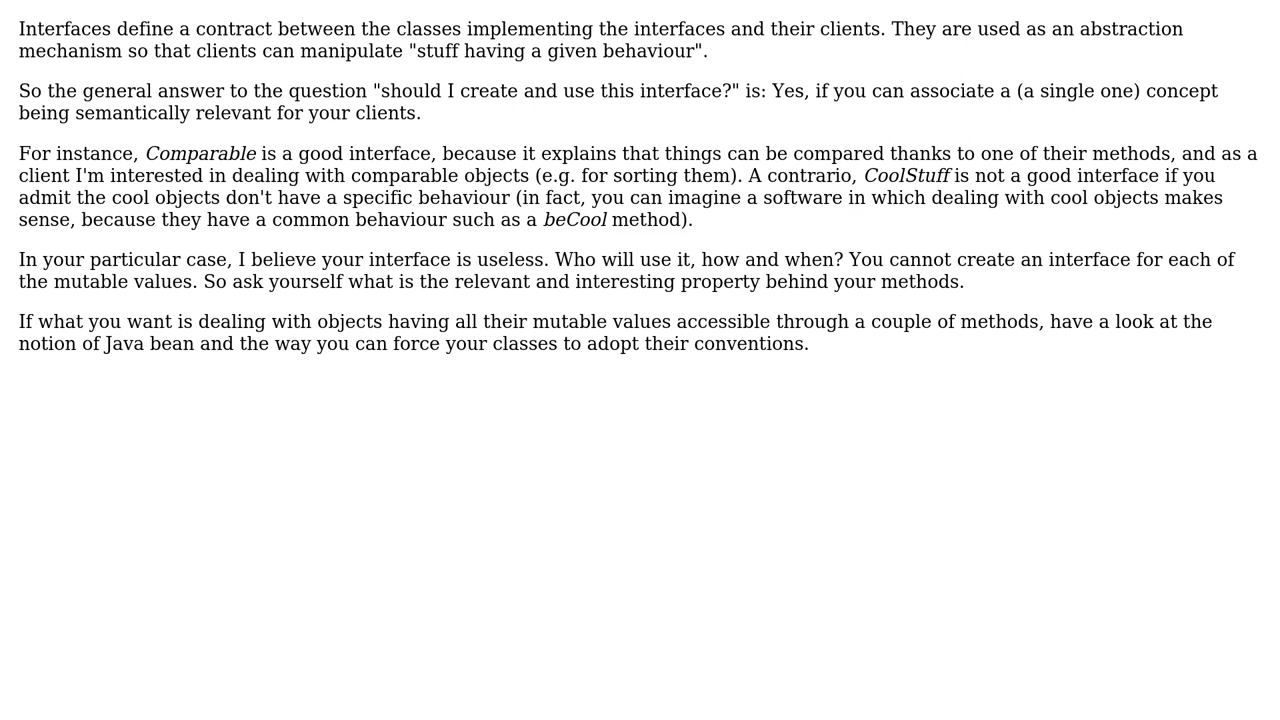 Interfaces define a contract between the classes implementing the interfaces and their clients. They are used as an abstraction
mechanism so that clients can manipulate "stuff having a given behaviour".
So the general answer to the question "should I create and use this interface?" is: Yes, if you can associate a (a single one) concept
being semantically relevant for your clients.
For instance, Comparable is a good interface, because it explains that things can be compared thanks to one of their methods, and as a
client I'm interested in dealing with comparable objects (e.g. for sorting them). A contrario, CoolStuff is not a good interface if you
admit the cool objects don't have a specific behaviour (in fact, you can imagine a software in which dealing with cool objects makes
sense, because they have a common behaviour such as a beCool method).
In your particular case, I believe your interface is useless. Who will use it, how and when? You cannot create an interface for each of
the mutable values. So ask yourself what is the relevant and interesting property behind your methods.
If what you want is dealing with objects having all their mutable values accessible through a couple of methods, have a look at the
notion of Java bean and the way you can force your classes to adopt their conventions.